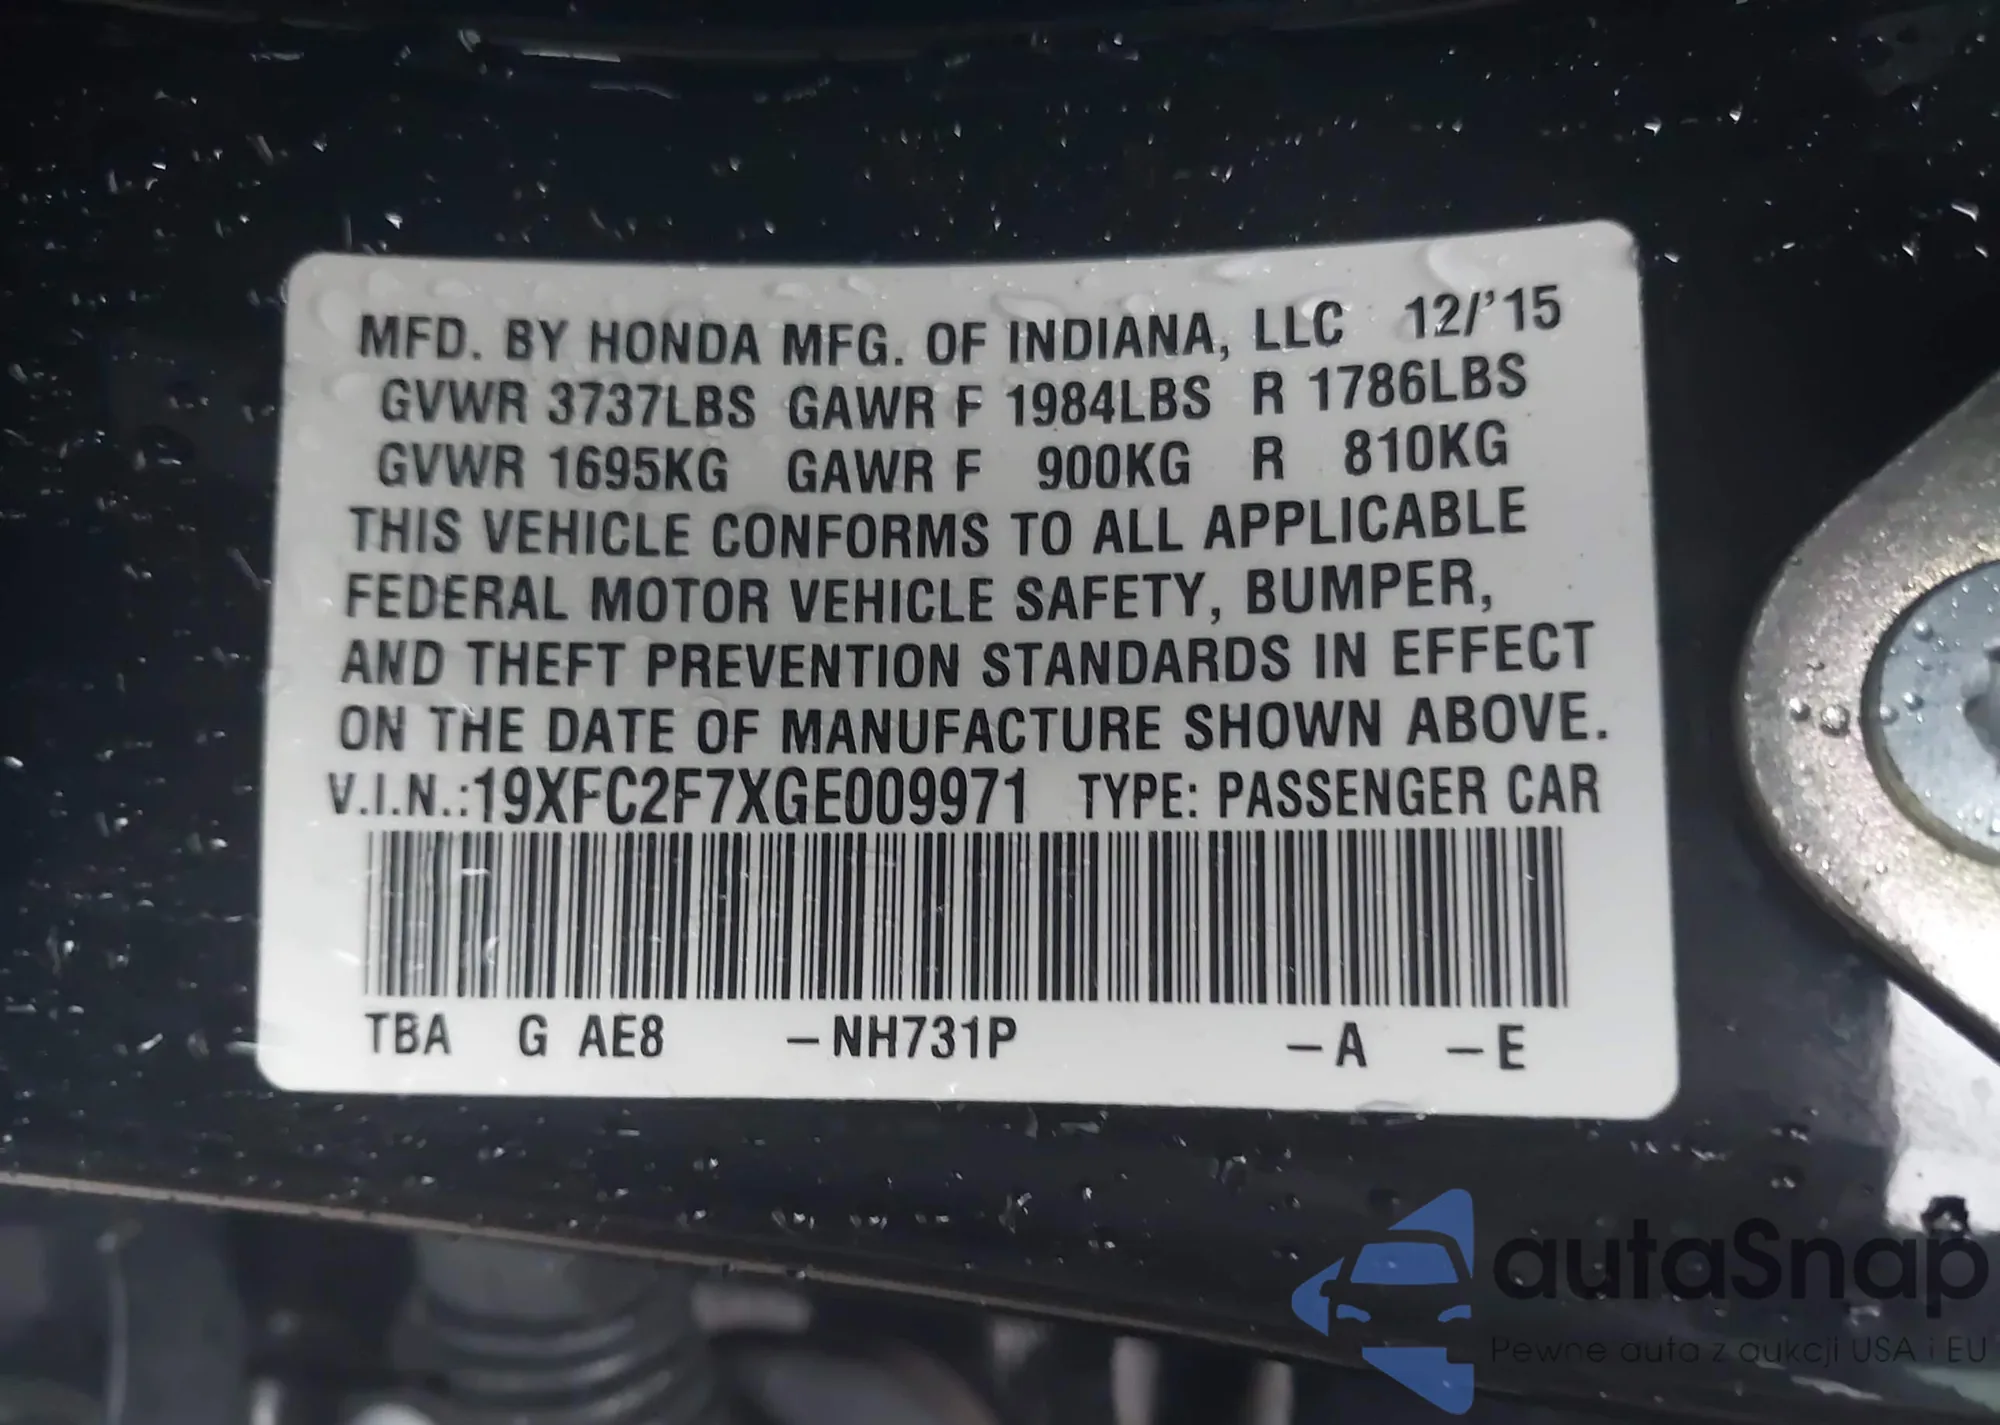 MFD. BY HONDA MFG. OF INDIANA, LLC 12/'15
GVWR 3737LBS GAWR F 1984LBS R 1786LBS
GVWR 1695KG GAWR F 900KG R 810KG
THIS VEHICLE CONFORMS TO ALL APPLICABLE
FEDERAL MOTOR VEHICLE SAFETY, BUMPER,
AND THEFT PREVENTION STANDARDS IN EFFECT
ON THE DATE OF MANUFACTURE SHOWN ABOVE.
V.I.N.:19XFC2F7XGE009971 TYPE: PASSENGER CAR
TBA G AE8 –NH731P –A –E
autaSnap
Pewne auta z aukcji USA i EU